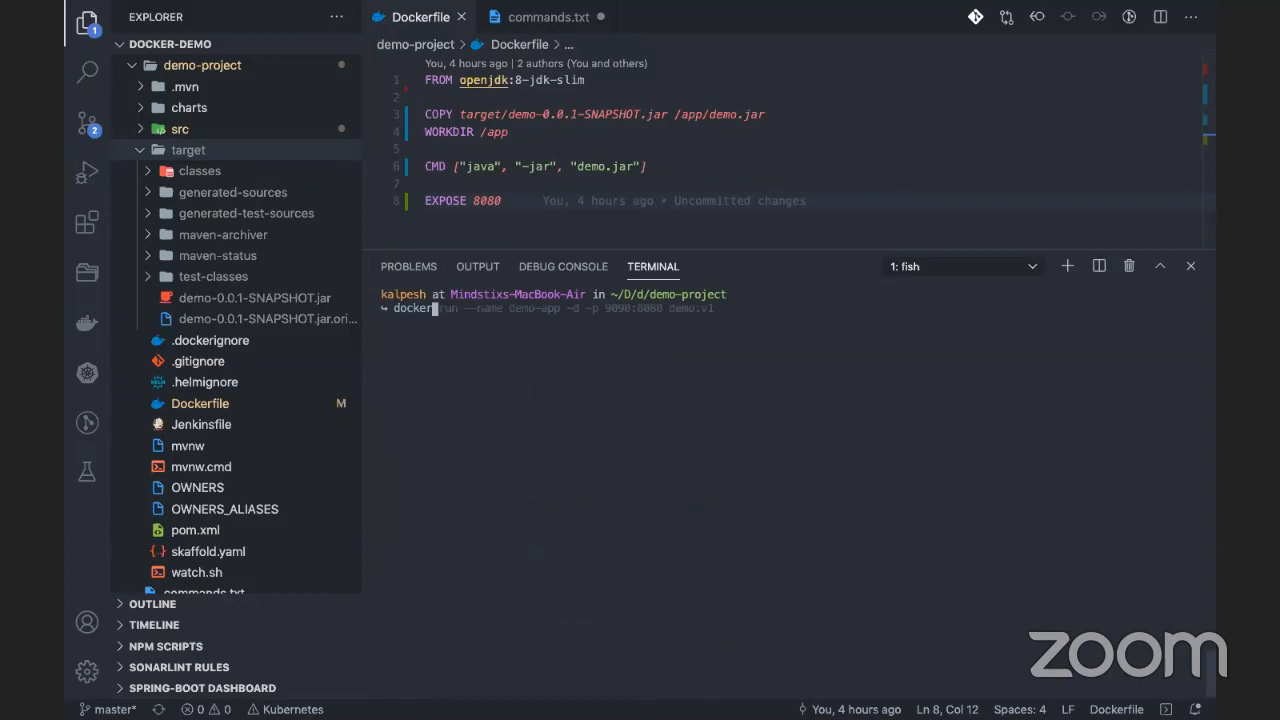 EXPLORER
Dockerfile
commands.txt
1
DOCKER-DEMO
demo-project > Dockerfile > ...
demo-project
You, 4 hours ago | 2 authors (You and others)
.mvn
1 FROM openjdk:8-jdk-slim
charts
2
src
3 COPY target/demo-0.0.1-SNAPSHOT.jar /app/demo.jar
2
4 WORKDIR /app
target
5
classes
6 CMD ["java", "-jar", "demo.jar"]
generated-sources
7
8 EXPOSE 8080 You, 4 hours ago • Uncommitted changes
generated-test-sources
maven-archiver
maven-status
test-classes
demo-0.0.1-SNAPSHOT.jar
demo-0.0.1-SNAPSHOT.jar.ori...
.dockerignore
.gitignore
.helmignore
Dockerfile M
Jenkinsfile
mvnw
mvnw.cmd
OWNERS
OWNERS_ALIASES
pom.xml
skaffold.yaml
watch.sh
commands.txt
OUTLINE
TIMELINE
NPM SCRIPTS
SONARLINT RULES
SPRING-BOOT DASHBOARD
PROBLEMS OUTPUT DEBUG CONSOLE TERMINAL 1: fish
kalpesh at Mindstixs-MacBook-Air in ~/D/d/demo-project
↪ docker run --name demo-app -d -p 9090:8080 demo:v1
zoom
master* 0 0 Kubernetes You, 4 hours ago Ln 8, Col 12 Spaces: 4 LF Dockerfile